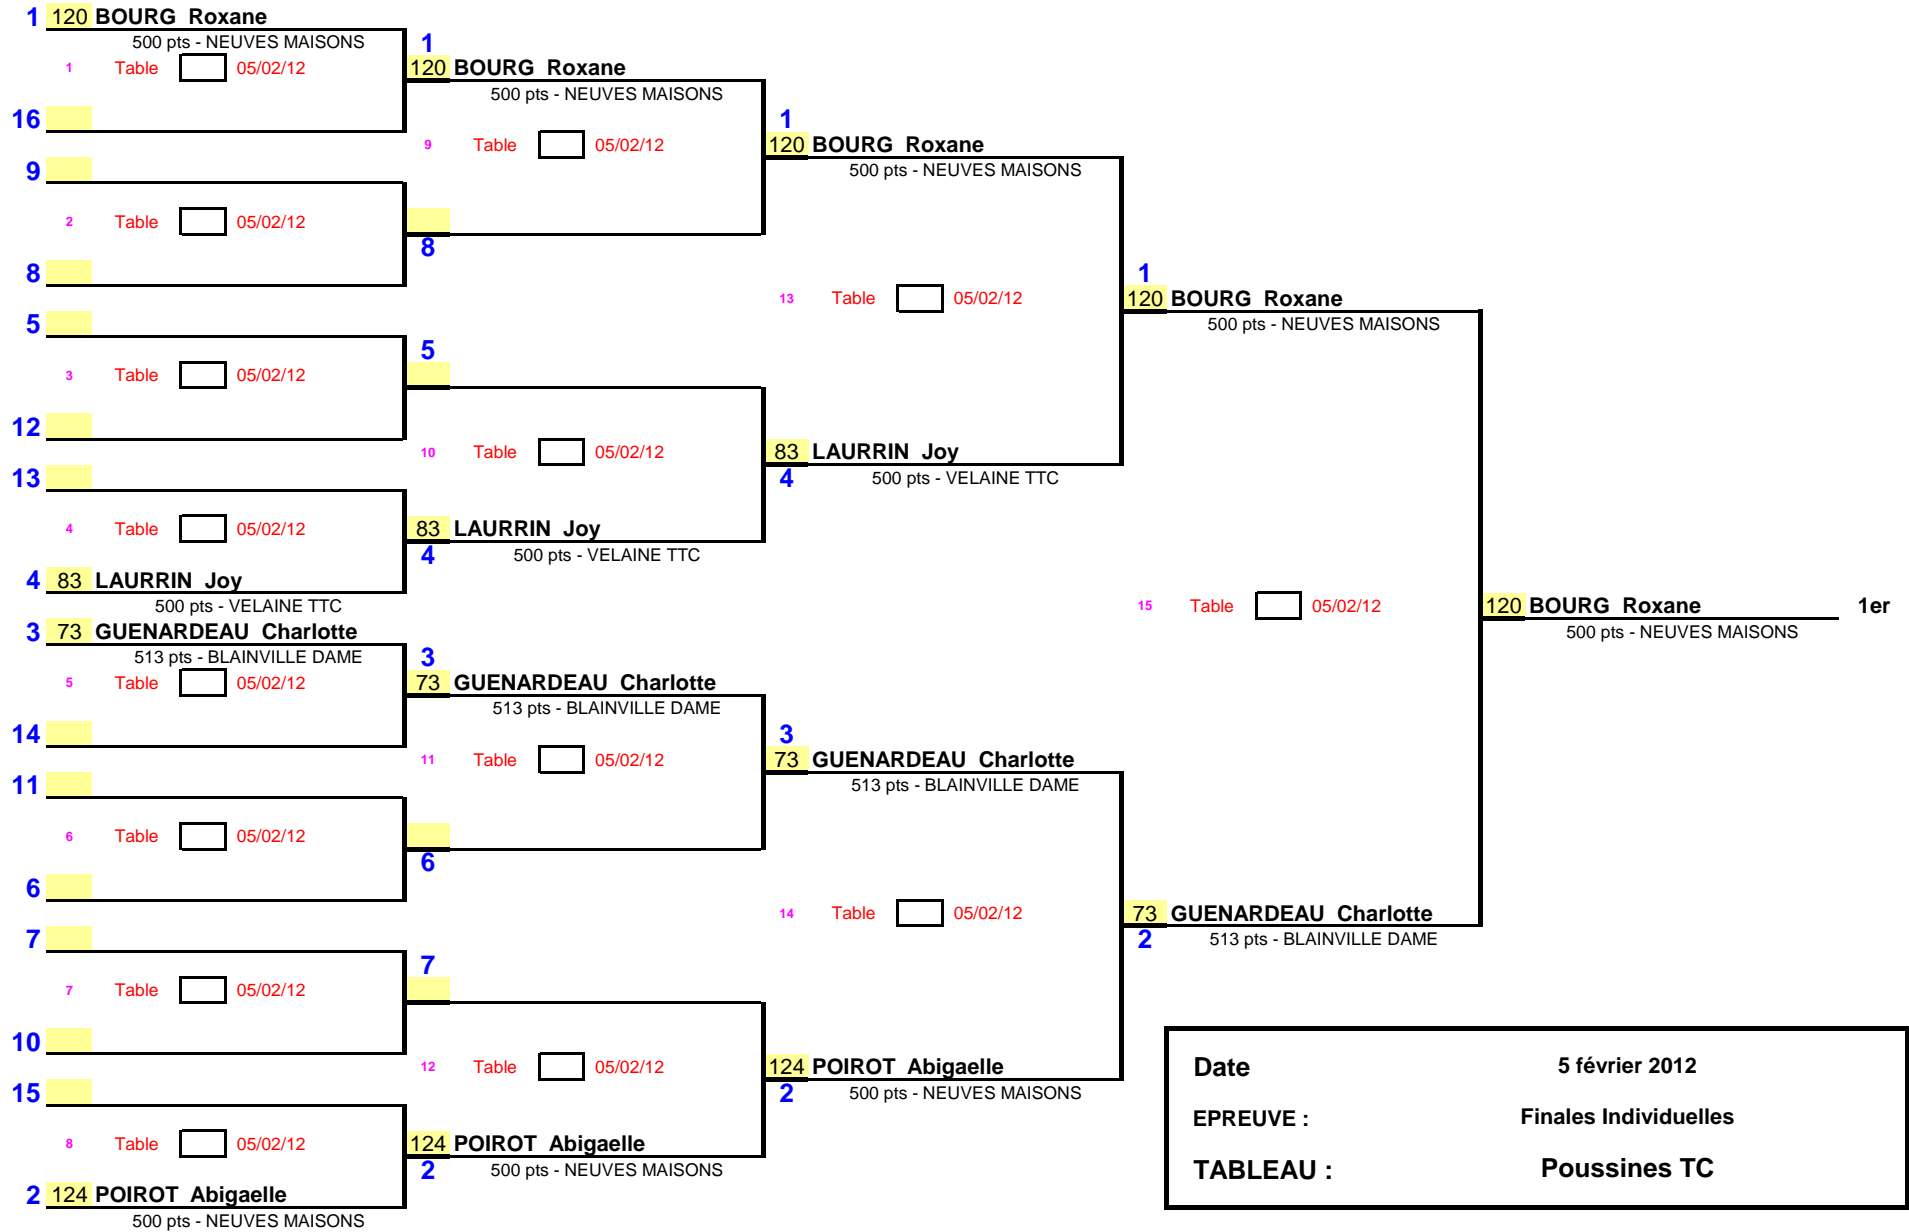 1 120 BOURG Roxane
500 pts - NEUVES MAISONS
1 Table 05/02/12
16
9
2 Table 05/02/12
8
5
3 Table 05/02/12
12
13
4 Table 05/02/12
4 83 LAURRIN Joy
500 pts - VELAINE TTC
3 73 GUENARDEAU Charlotte
513 pts - BLAINVILLE DAME
5 Table 05/02/12
14
11
6 Table 05/02/12
6
7
7 Table 05/02/12
10
15
8 Table 05/02/12
2 124 POIROT Abigaelle
500 pts - NEUVES MAISONS
1
120 BOURG Roxane
500 pts - NEUVES MAISONS
9 Table 05/02/12
8
5
10 Table 05/02/12
83 LAURRIN Joy
4 500 pts - VELAINE TTC
3
73 GUENARDEAU Charlotte
513 pts - BLAINVILLE DAME
11 Table 05/02/12
6
7
12 Table 05/02/12
124 POIROT Abigaelle
2 500 pts - NEUVES MAISONS
1
120 BOURG Roxane
500 pts - NEUVES MAISONS
13 Table 05/02/12
83 LAURRIN Joy
4 500 pts - VELAINE TTC
3
73 GUENARDEAU Charlotte
513 pts - BLAINVILLE DAME
14 Table 05/02/12
124 POIROT Abigaelle
2 500 pts - NEUVES MAISONS
1
120 BOURG Roxane
500 pts - NEUVES MAISONS
15 Table 05/02/12
73 GUENARDEAU Charlotte
2 513 pts - BLAINVILLE DAME
120 BOURG Roxane 1er
500 pts - NEUVES MAISONS
Date 5 février 2012
EPREUVE : Finales Individuelles
TABLEAU : Poussines TC